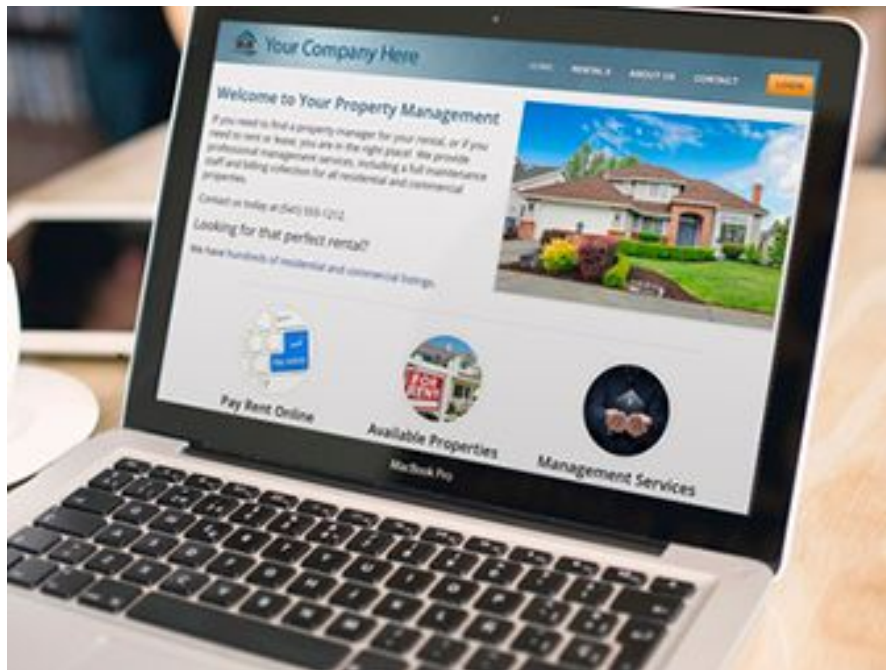 Your Company Here
HOME RENTALS ABOUT US CONTACT LOGIN
Welcome to Your Property Management
If you need to find a property manager for your rental, or if you
need to rent or lease, you are in the right place! We provide
professional management services, including a full maintenance
staff and billing collection for all residential and commercial
properties.
Contact us today at (541) 555-1212.
Looking for that perfect rental?
We have hundreds of residential and commercial listings.
FOR
RENT
Pay Rent Online
Available Properties
Management Services
MacBook Pro